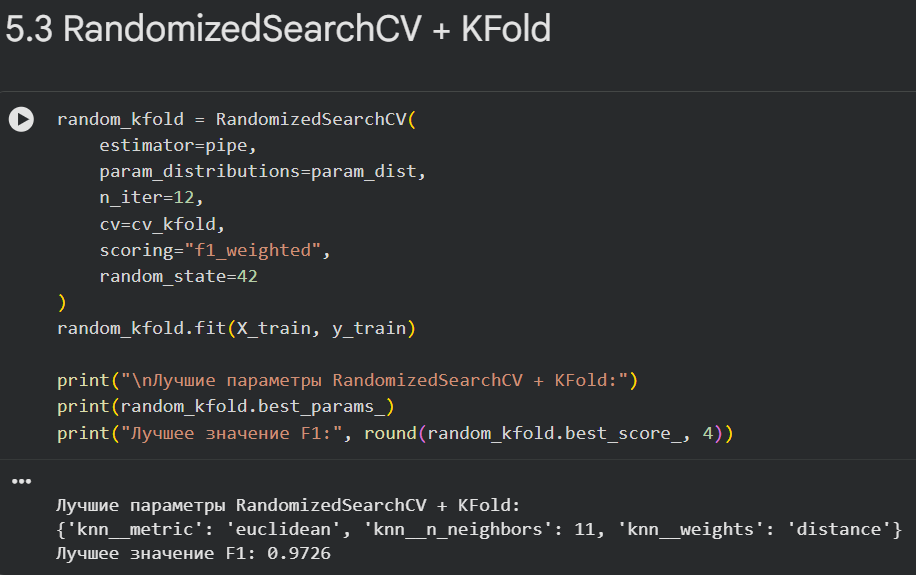 5.3 RandomizedSearchCV + KFold
random_kfold = RandomizedSearchCV(
    estimator=pipe,
    param_distributions=param_dist,
    n_iter=12,
    cv=cv_kfold,
    scoring="f1_weighted",
    random_state=42
)
random_kfold.fit(X_train, y_train)
print("\nЛучшие параметры RandomizedSearchCV + KFold:")
print(random_kfold.best_params_)
print("Лучшее значение F1:", round(random_kfold.best_score_, 4))
Лучшие параметры RandomizedSearchCV + KFold:
{'knn__metric': 'euclidean', 'knn__n_neighbors': 11, 'knn__weights': 'distance'}
Лучшее значение F1: 0.9726